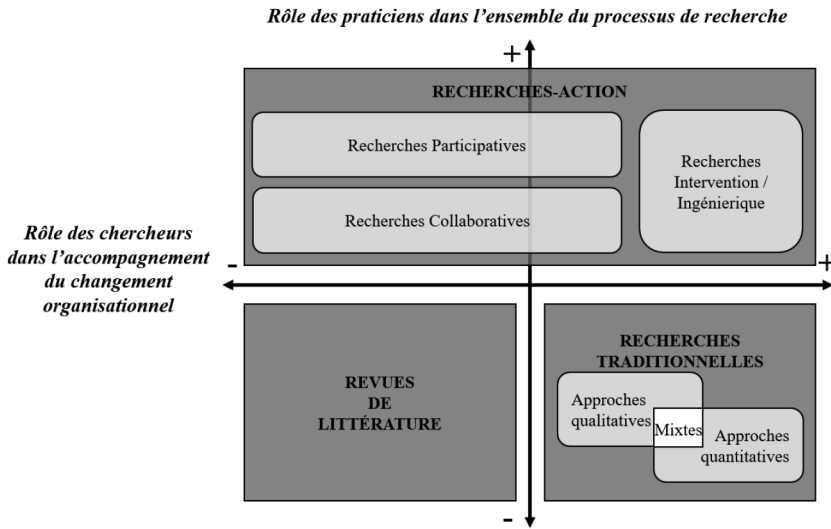 Rôle des praticiens dans l’ensemble du processus de recherche
+
RECHERCHES-ACTION
Recherches Participatives
Recherches Collaboratives
Recherches
Intervention /
Ingénierique
Rôle des chercheurs
dans l’accompagnement
du changement
organisationnel
-
+
REVUES
DE
LITTÉRATURE
RECHERCHES
TRADITIONNELLES
Approches
qualitatives
Mixtes
Approches
quantitatives
-